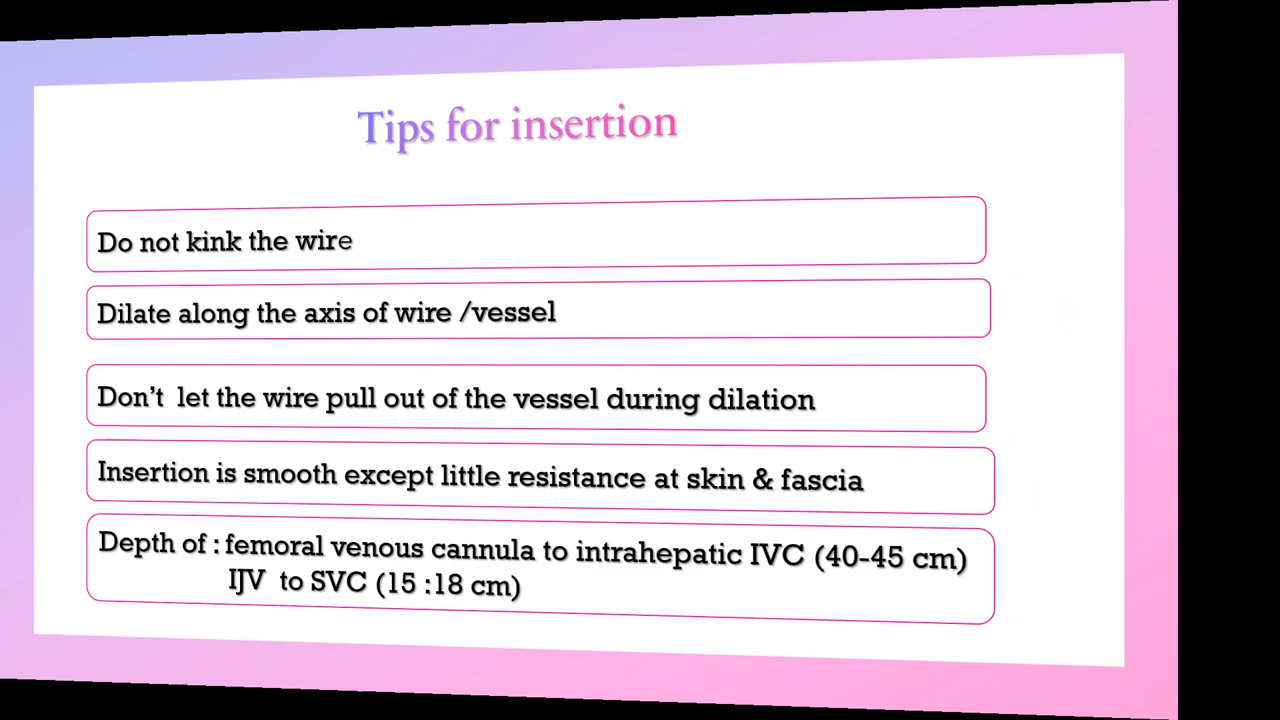 Tips for insertion
Do not kink the wire
Dilate along the axis of wire /vessel
Don’t  let the wire pull out of the vessel during dilation
Insertion is smooth except little resistance at skin & fascia
Depth of : femoral venous cannula to intrahepatic IVC (40-45 cm)
IJV  to SVC (15 :18 cm)